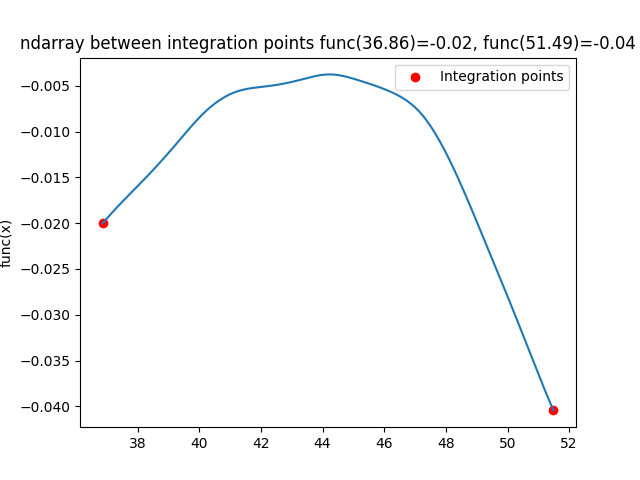 ndarray between integration points func(36.86)=-0.02, func(51.49)=-0.04
Integration points
func(x)
−0.005
−0.010
−0.015
−0.020
−0.025
−0.030
−0.035
−0.040
38 40 42 44 46 48 50 52